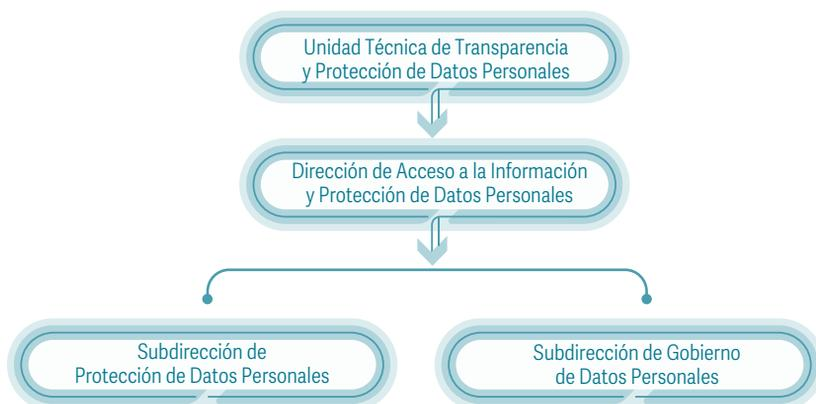 Unidad Técnica de Transparencia
y Protección de Datos Personales
Dirección de Acceso a la Información
y Protección de Datos Personales
Subdirección de
Protección de Datos Personales
Subdirección de Gobierno
de Datos Personales